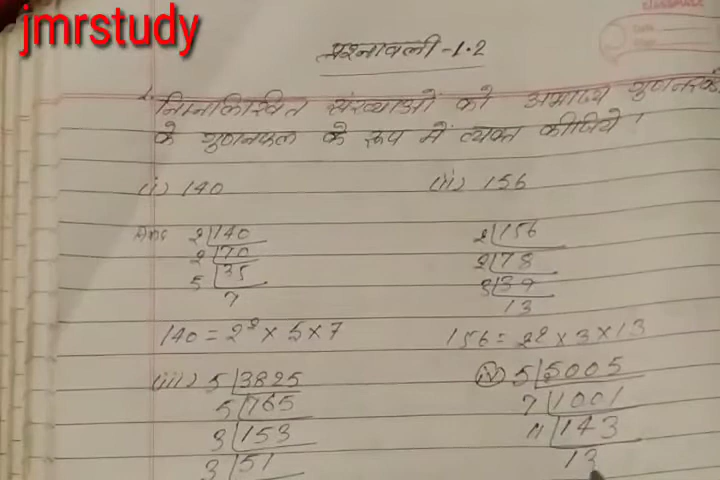 jmrstudy
CLASSMATE
प्रश्नावली-1.2
1. निम्नलिखित संख्याओं को अभाज्य गुणनखंडो
के गुणनफल के रूप में व्यक्त कीजिये।
(i) 140 (ii) 156
Ans 2|140 2|156
2|70 2|78
5|35 3|39
7 13
140 = 2² × 5 × 7 156 = 2² × 3 × 13
(iii) 5|3825 (iv) 5|5005
5|765 7|1001
3|153 11|143
3|51 13